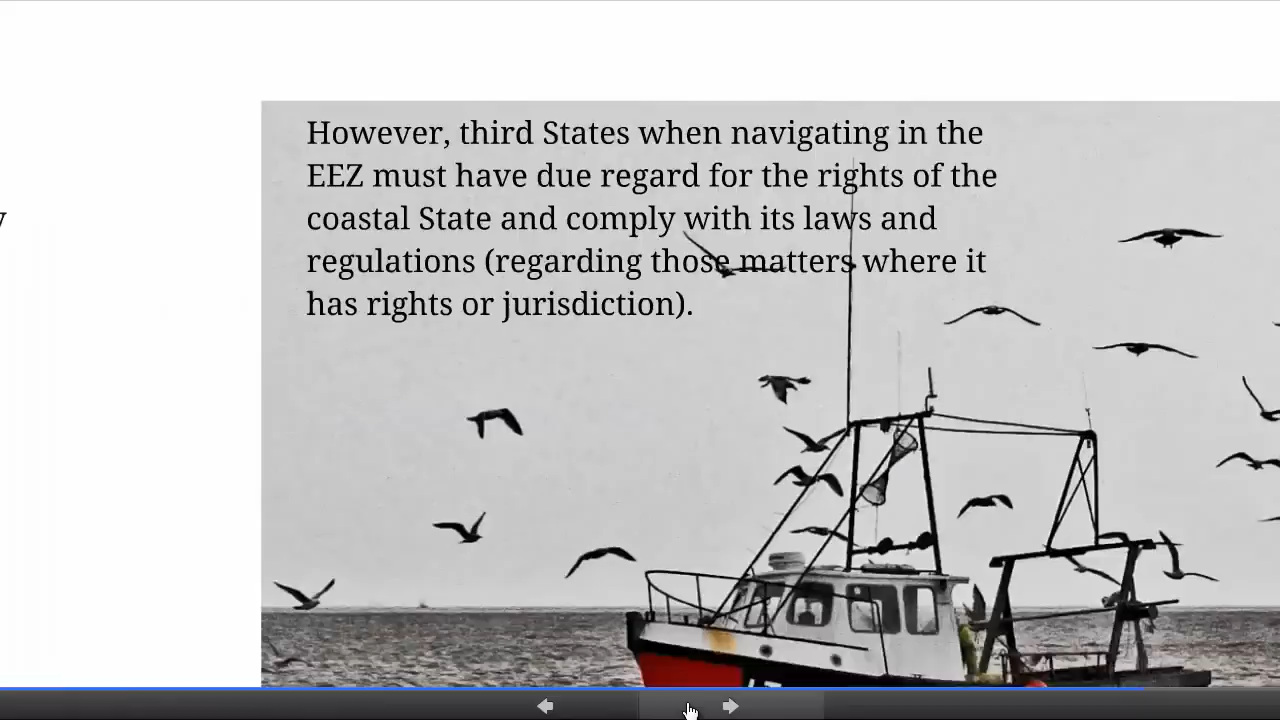 However, third States when navigating in the
EEZ must have due regard for the rights of the
coastal State and comply with its laws and
regulations (regarding those matters where it
has rights or jurisdiction).